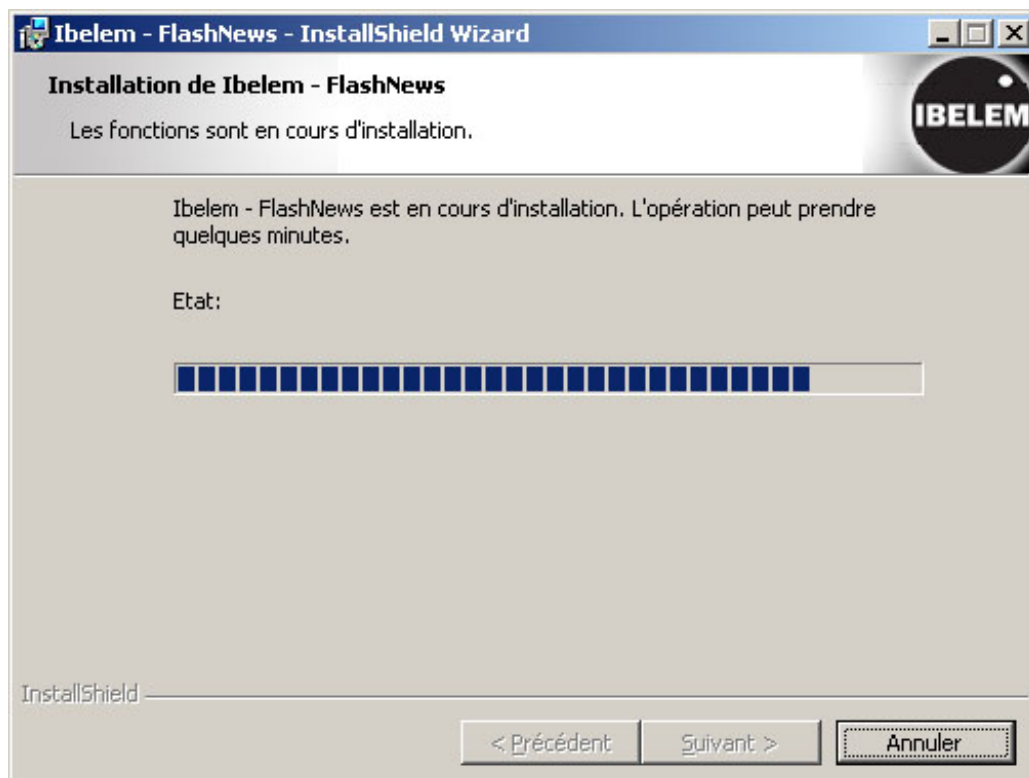 Ibelem - FlashNews - InstallShield Wizard
Installation de Ibelem - FlashNews
Les fonctions sont en cours d'installation.
IBELEM
Ibelem - FlashNews est en cours d'installation. L'opération peut prendre
quelques minutes.
Etat:
InstallShield
< Précédent
Suivant >
Annuler